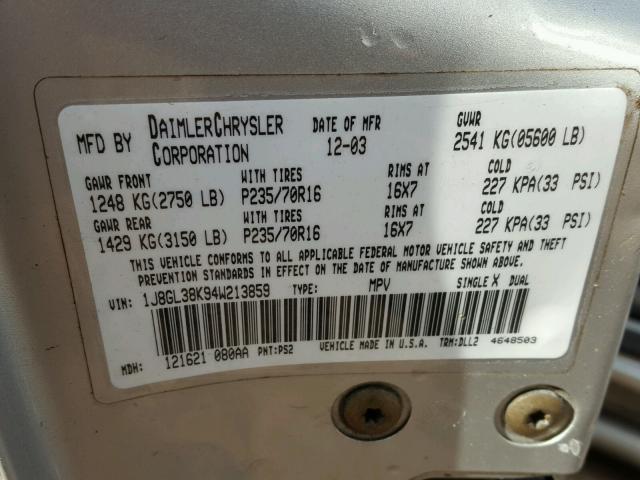 MFD BY DAIMLERCHRYSLER CORPORATION DATE OF MFR 12-03 GVWR 2541 KG(05600 LB)
GAWR FRONT WITH TIRES RIMS AT COLD
1248 KG(2750 LB) P235/70R16 16X7 227 KPA(33 PSI)
GAWR REAR WITH TIRES RIMS AT COLD
1429 KG(3150 LB) P235/70R16 16X7 227 KPA(33 PSI)
THIS VEHICLE CONFORMS TO ALL APPLICABLE FEDERAL MOTOR VEHICLE SAFETY AND THEFT
PREVENTION STANDARDS IN EFFECT ON THE DATE OF MANUFACTURE SHOWN ABOVE.
VIN: 1J8GL38K94W213859 TYPE: MPV SINGLE X DUAL
MDH: 121621 080AA PNT:PS2 VEHICLE MADE IN U.S.A. TRM:DLL2 4648503